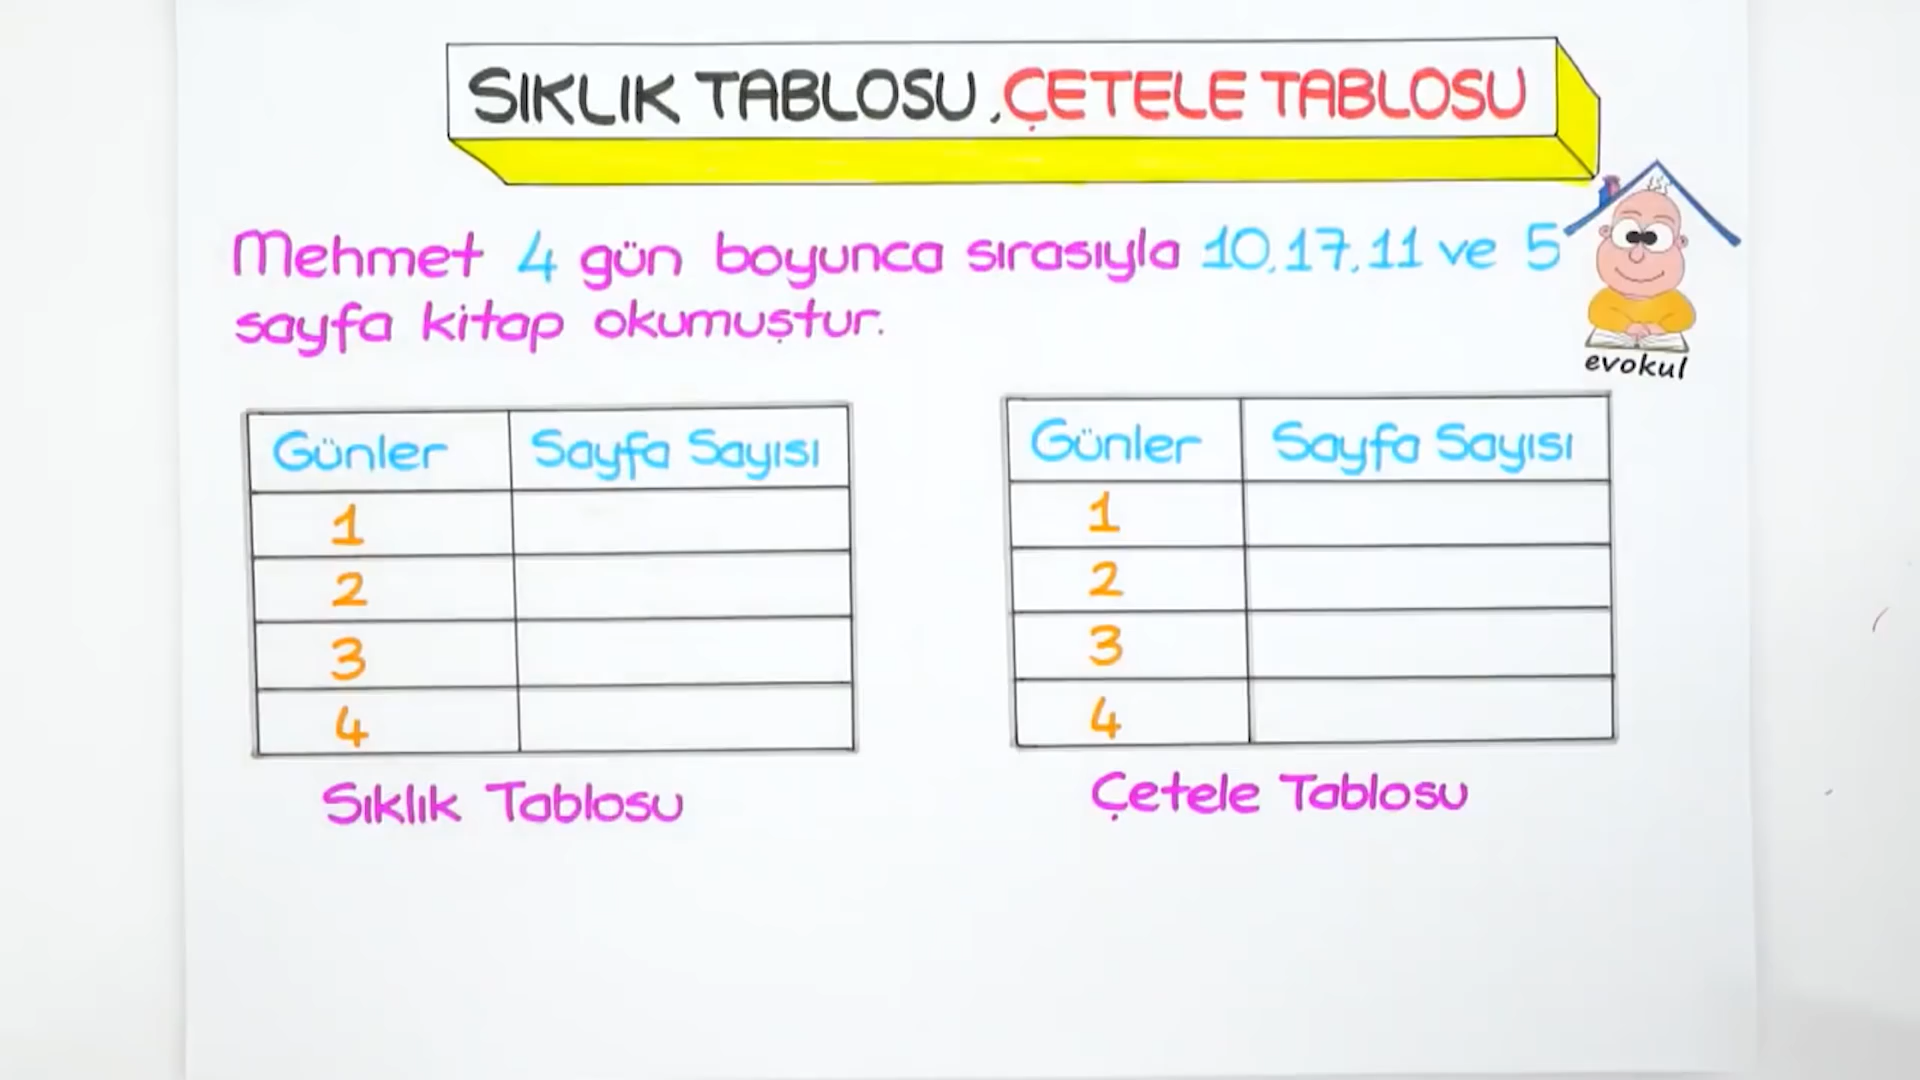 SIKLIK TABLOSU, ÇETELE TABLOSU
Mehmet 4 gün boyunca sırasıyla 10,17,11 ve 5
sayfa kitap okumuştur.
evokul
Günler Sayfa Sayısı
1
2
3
4
Sıklık Tablosu
Günler Sayfa Sayısı
1
2
3
4
Çetele Tablosu